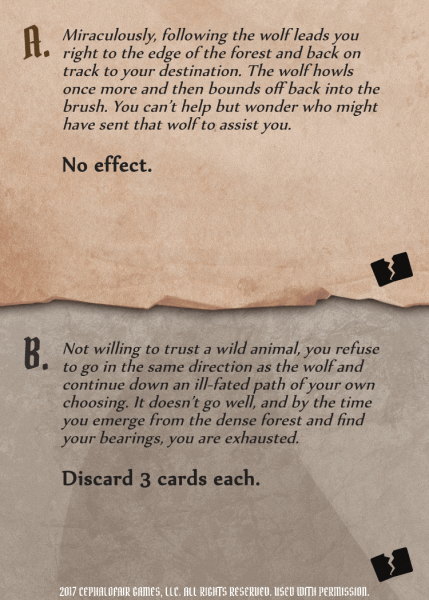 A.
Miraculously, following the wolf leads you
right to the edge of the forest and back on
track to your destination. The wolf howls
once more and then bounds off back into the
brush. You can't help but wonder who might
have sent that wolf to assist you.
No effect.
B.
Not willing to trust a wild animal, you refuse
to go in the same direction as the wolf and
continue down an ill-fated path of your own
choosing. It doesn't go well, and by the time
you emerge from the dense forest and find
your bearings, you are exhausted.
Discard 3 cards each.
2017 CEPHALOFAIR GAMES, LLC. ALL RIGHTS RESERVED. USED WITH PERMISSION.